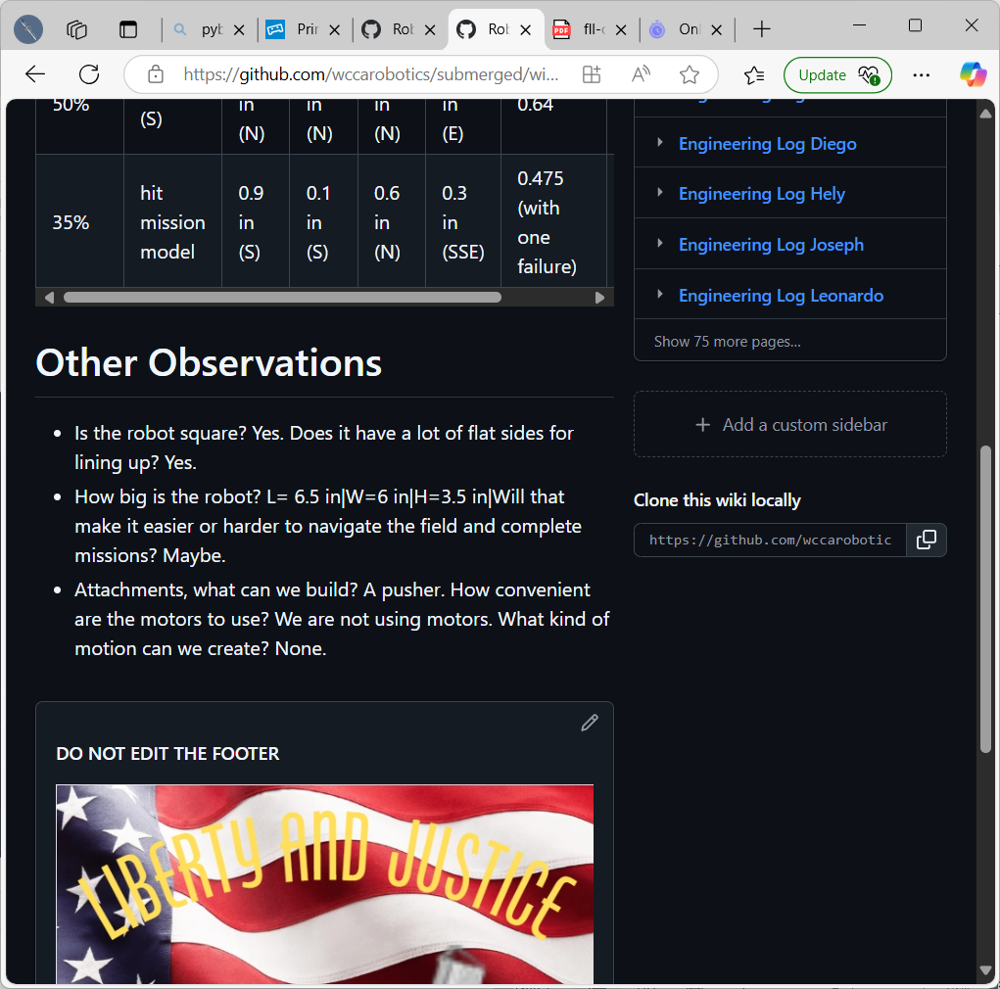 pyb
Prin
Rob
Rob
fll-c
Onl
https://github.com/wccarobotics/submerged/wi...
Update
50%
(S)
in
(N)
in
(N)
in
(N)
in
(E)
0.64
35%
hit
mission
model
0.9
in
(S)
0.1
in
(S)
0.6
in
(N)
0.3
in
(SSE)
0.475
(with
one
failure)
Other Observations
Is the robot square? Yes. Does it have a lot of flat sides for
lining up? Yes.
How big is the robot? L= 6.5 in|W=6 in|H=3.5 in|Will that
make it easier or harder to navigate the field and complete
missions? Maybe.
Attachments, what can we build? A pusher. How convenient
are the motors to use? We are not using motors. What kind of
motion can we create? None.
DO NOT EDIT THE FOOTER
LIBERTY AND JUSTICE
Engineering Log Diego
Engineering Log Hely
Engineering Log Joseph
Engineering Log Leonardo
Show 75 more pages...
Add a custom sidebar
Clone this wiki locally
https://github.com/wccarobotic